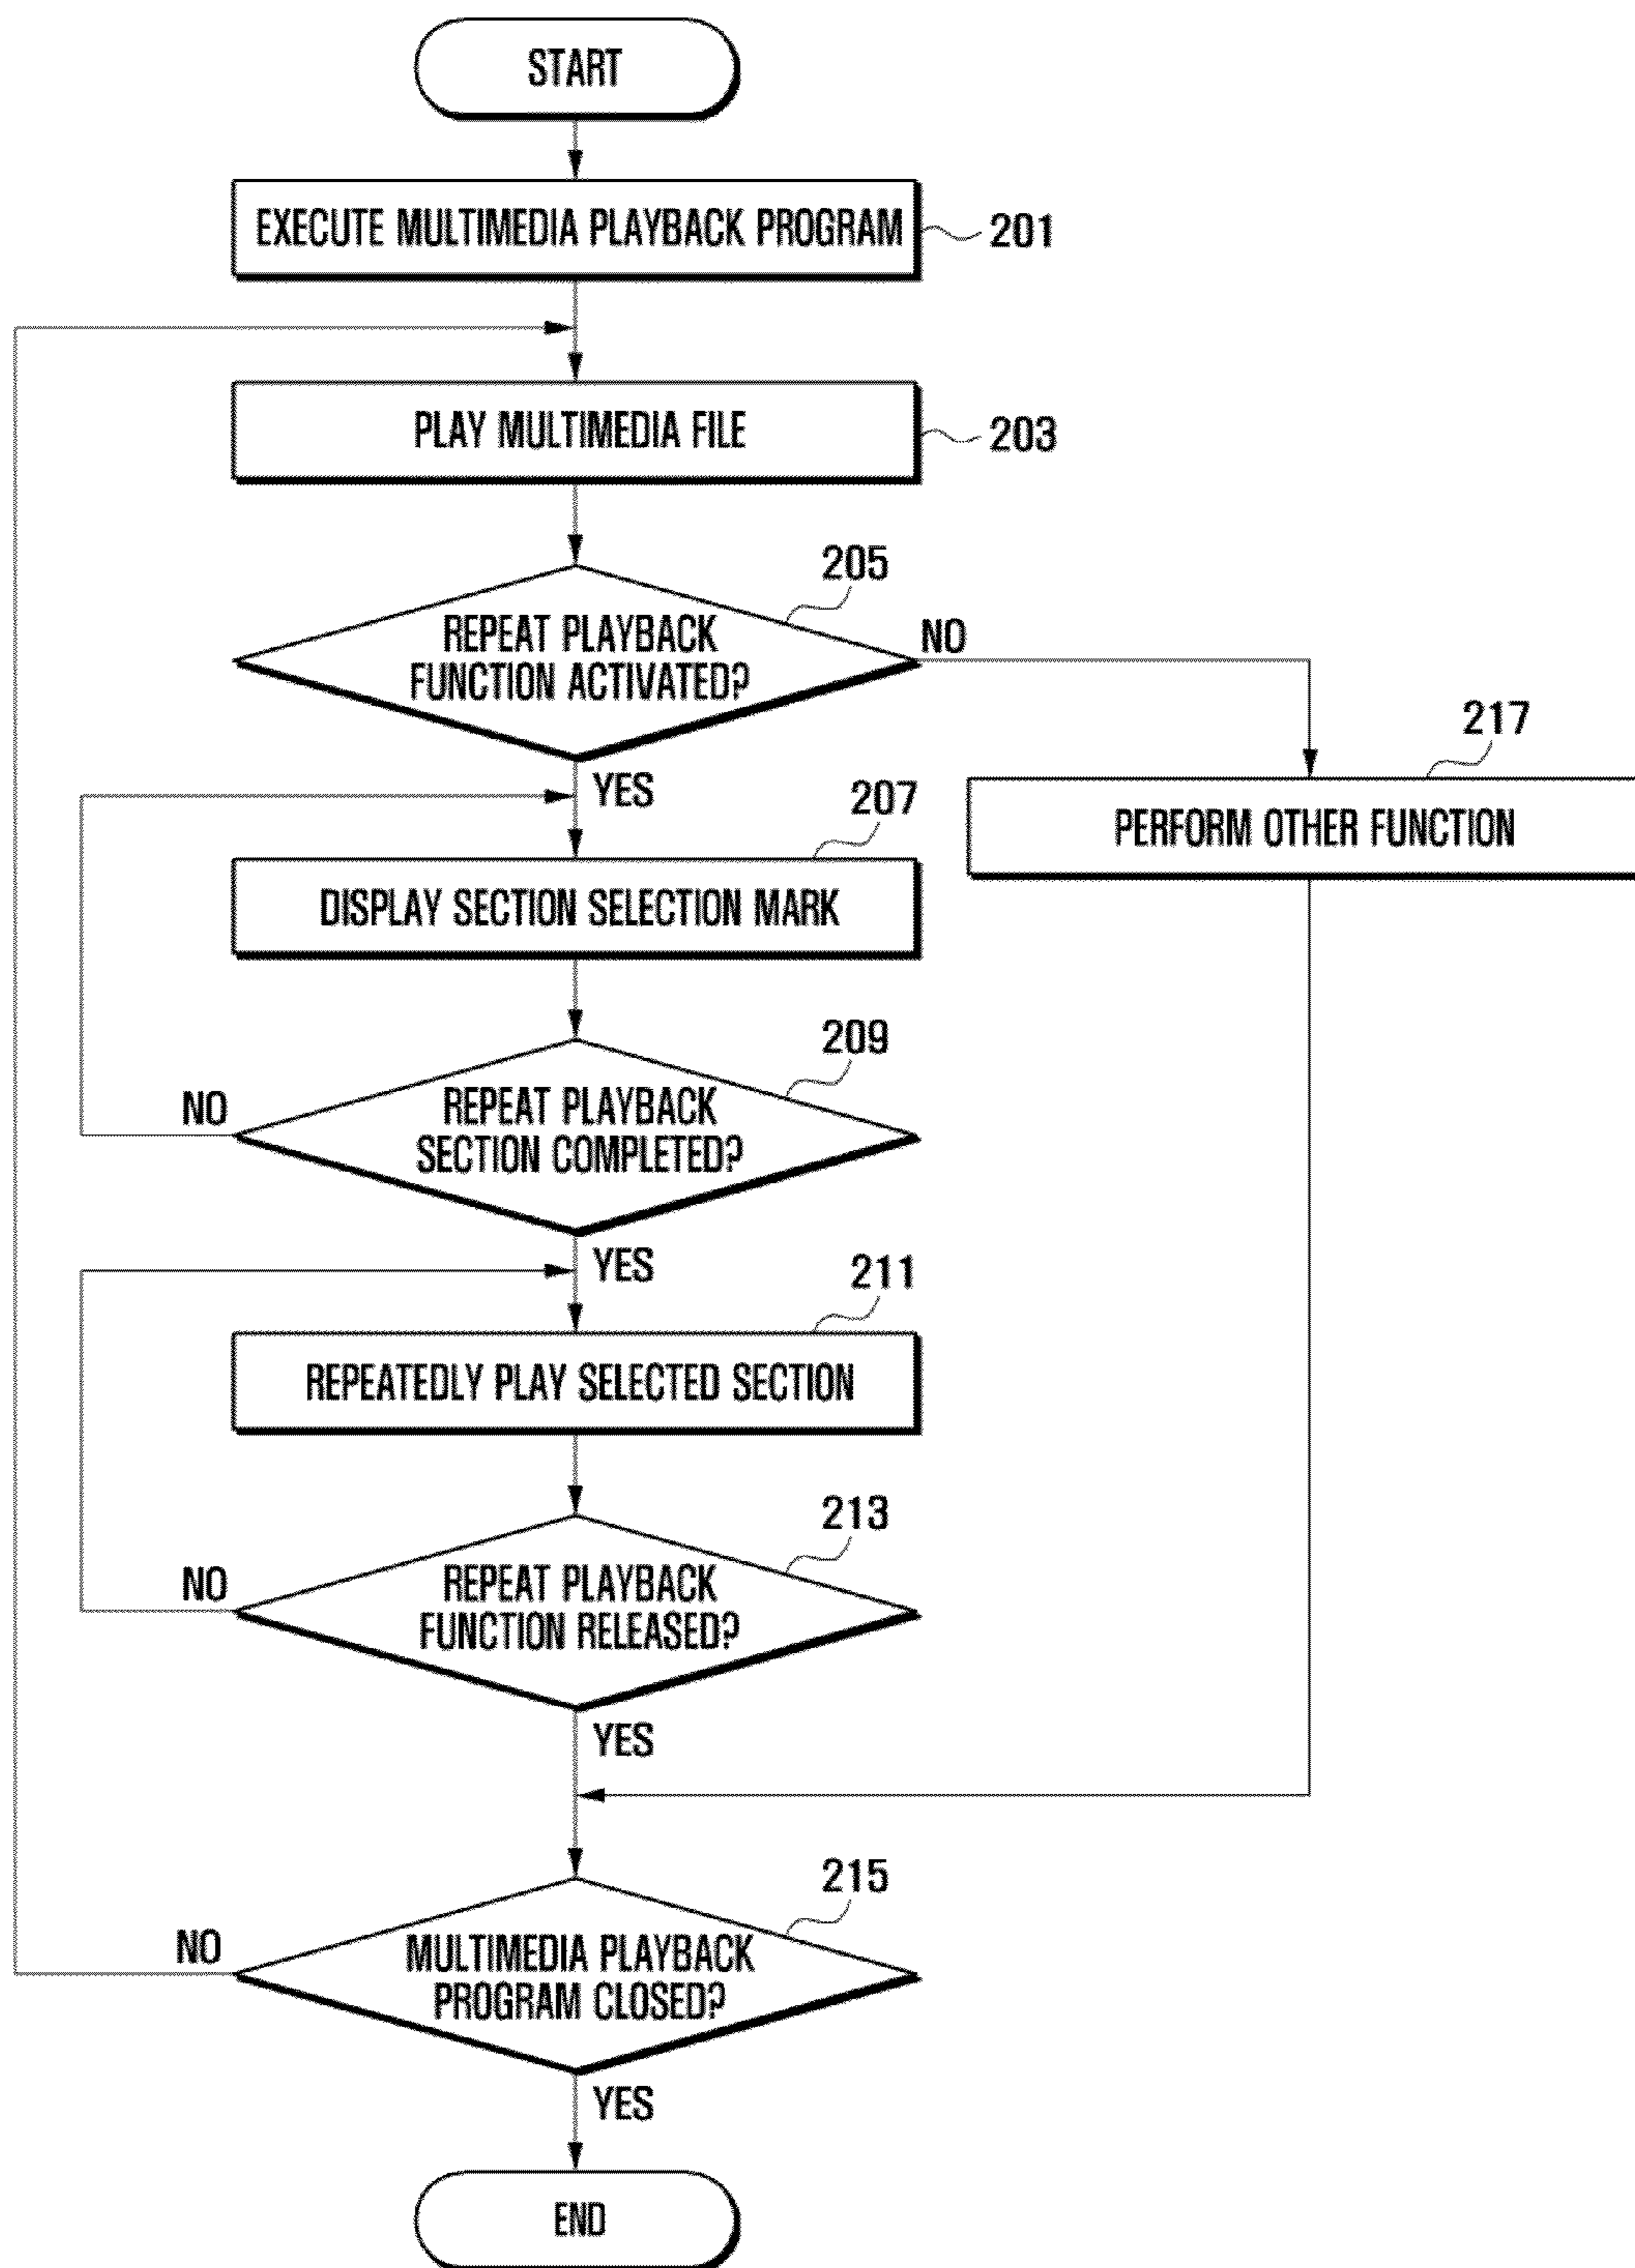 START
EXECUTE MULTIMEDIA PLAYBACK PROGRAM
201
PLAY MULTIMEDIA FILE
203
205
REPEAT PLAYBACK
FUNCTION ACTIVATED?
NO
YES
217
PERFORM OTHER FUNCTION
207
DISPLAY SECTION SELECTION MARK
209
REPEAT PLAYBACK
SECTION COMPLETED?
NO
YES
211
REPEATEDLY PLAY SELECTED SECTION
213
REPEAT PLAYBACK
FUNCTION RELEASED?
NO
YES
215
MULTIMEDIA PLAYBACK
PROGRAM CLOSED?
NO
YES
END